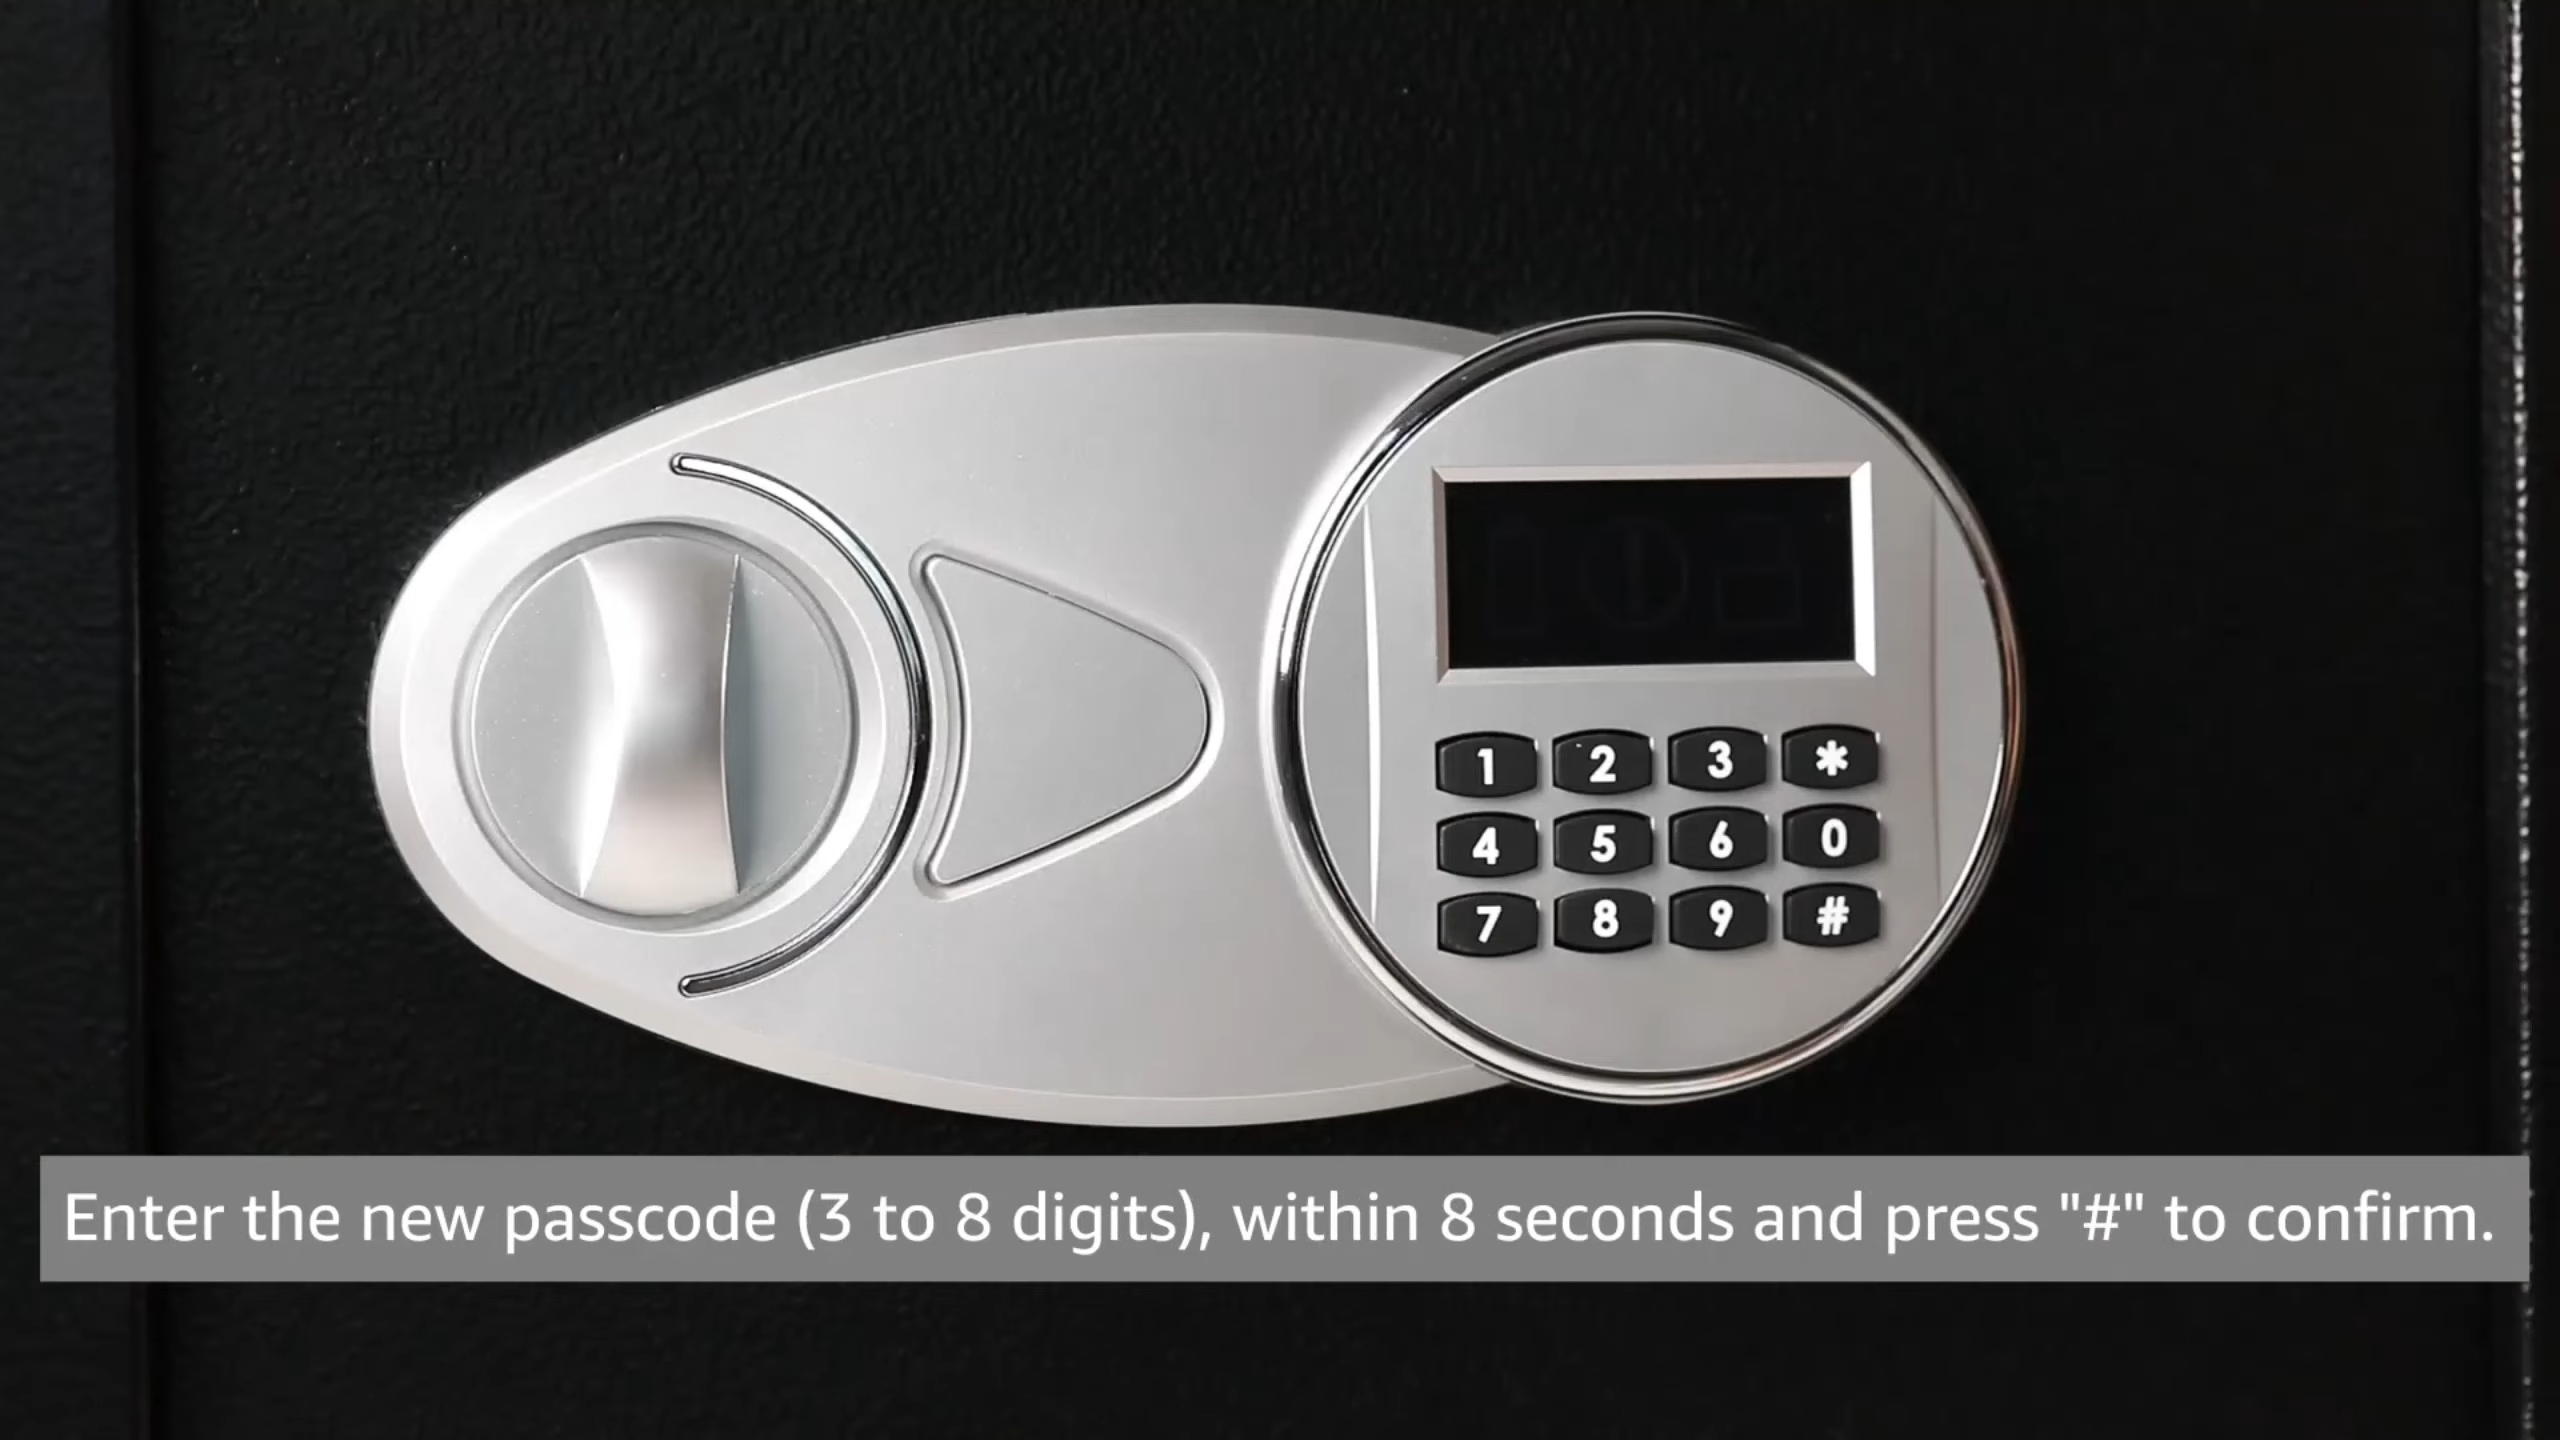 1 2 3 *
4 5 6 0
7 8 9 #
Enter the new passcode (3 to 8 digits), within 8 seconds and press "#" to confirm.